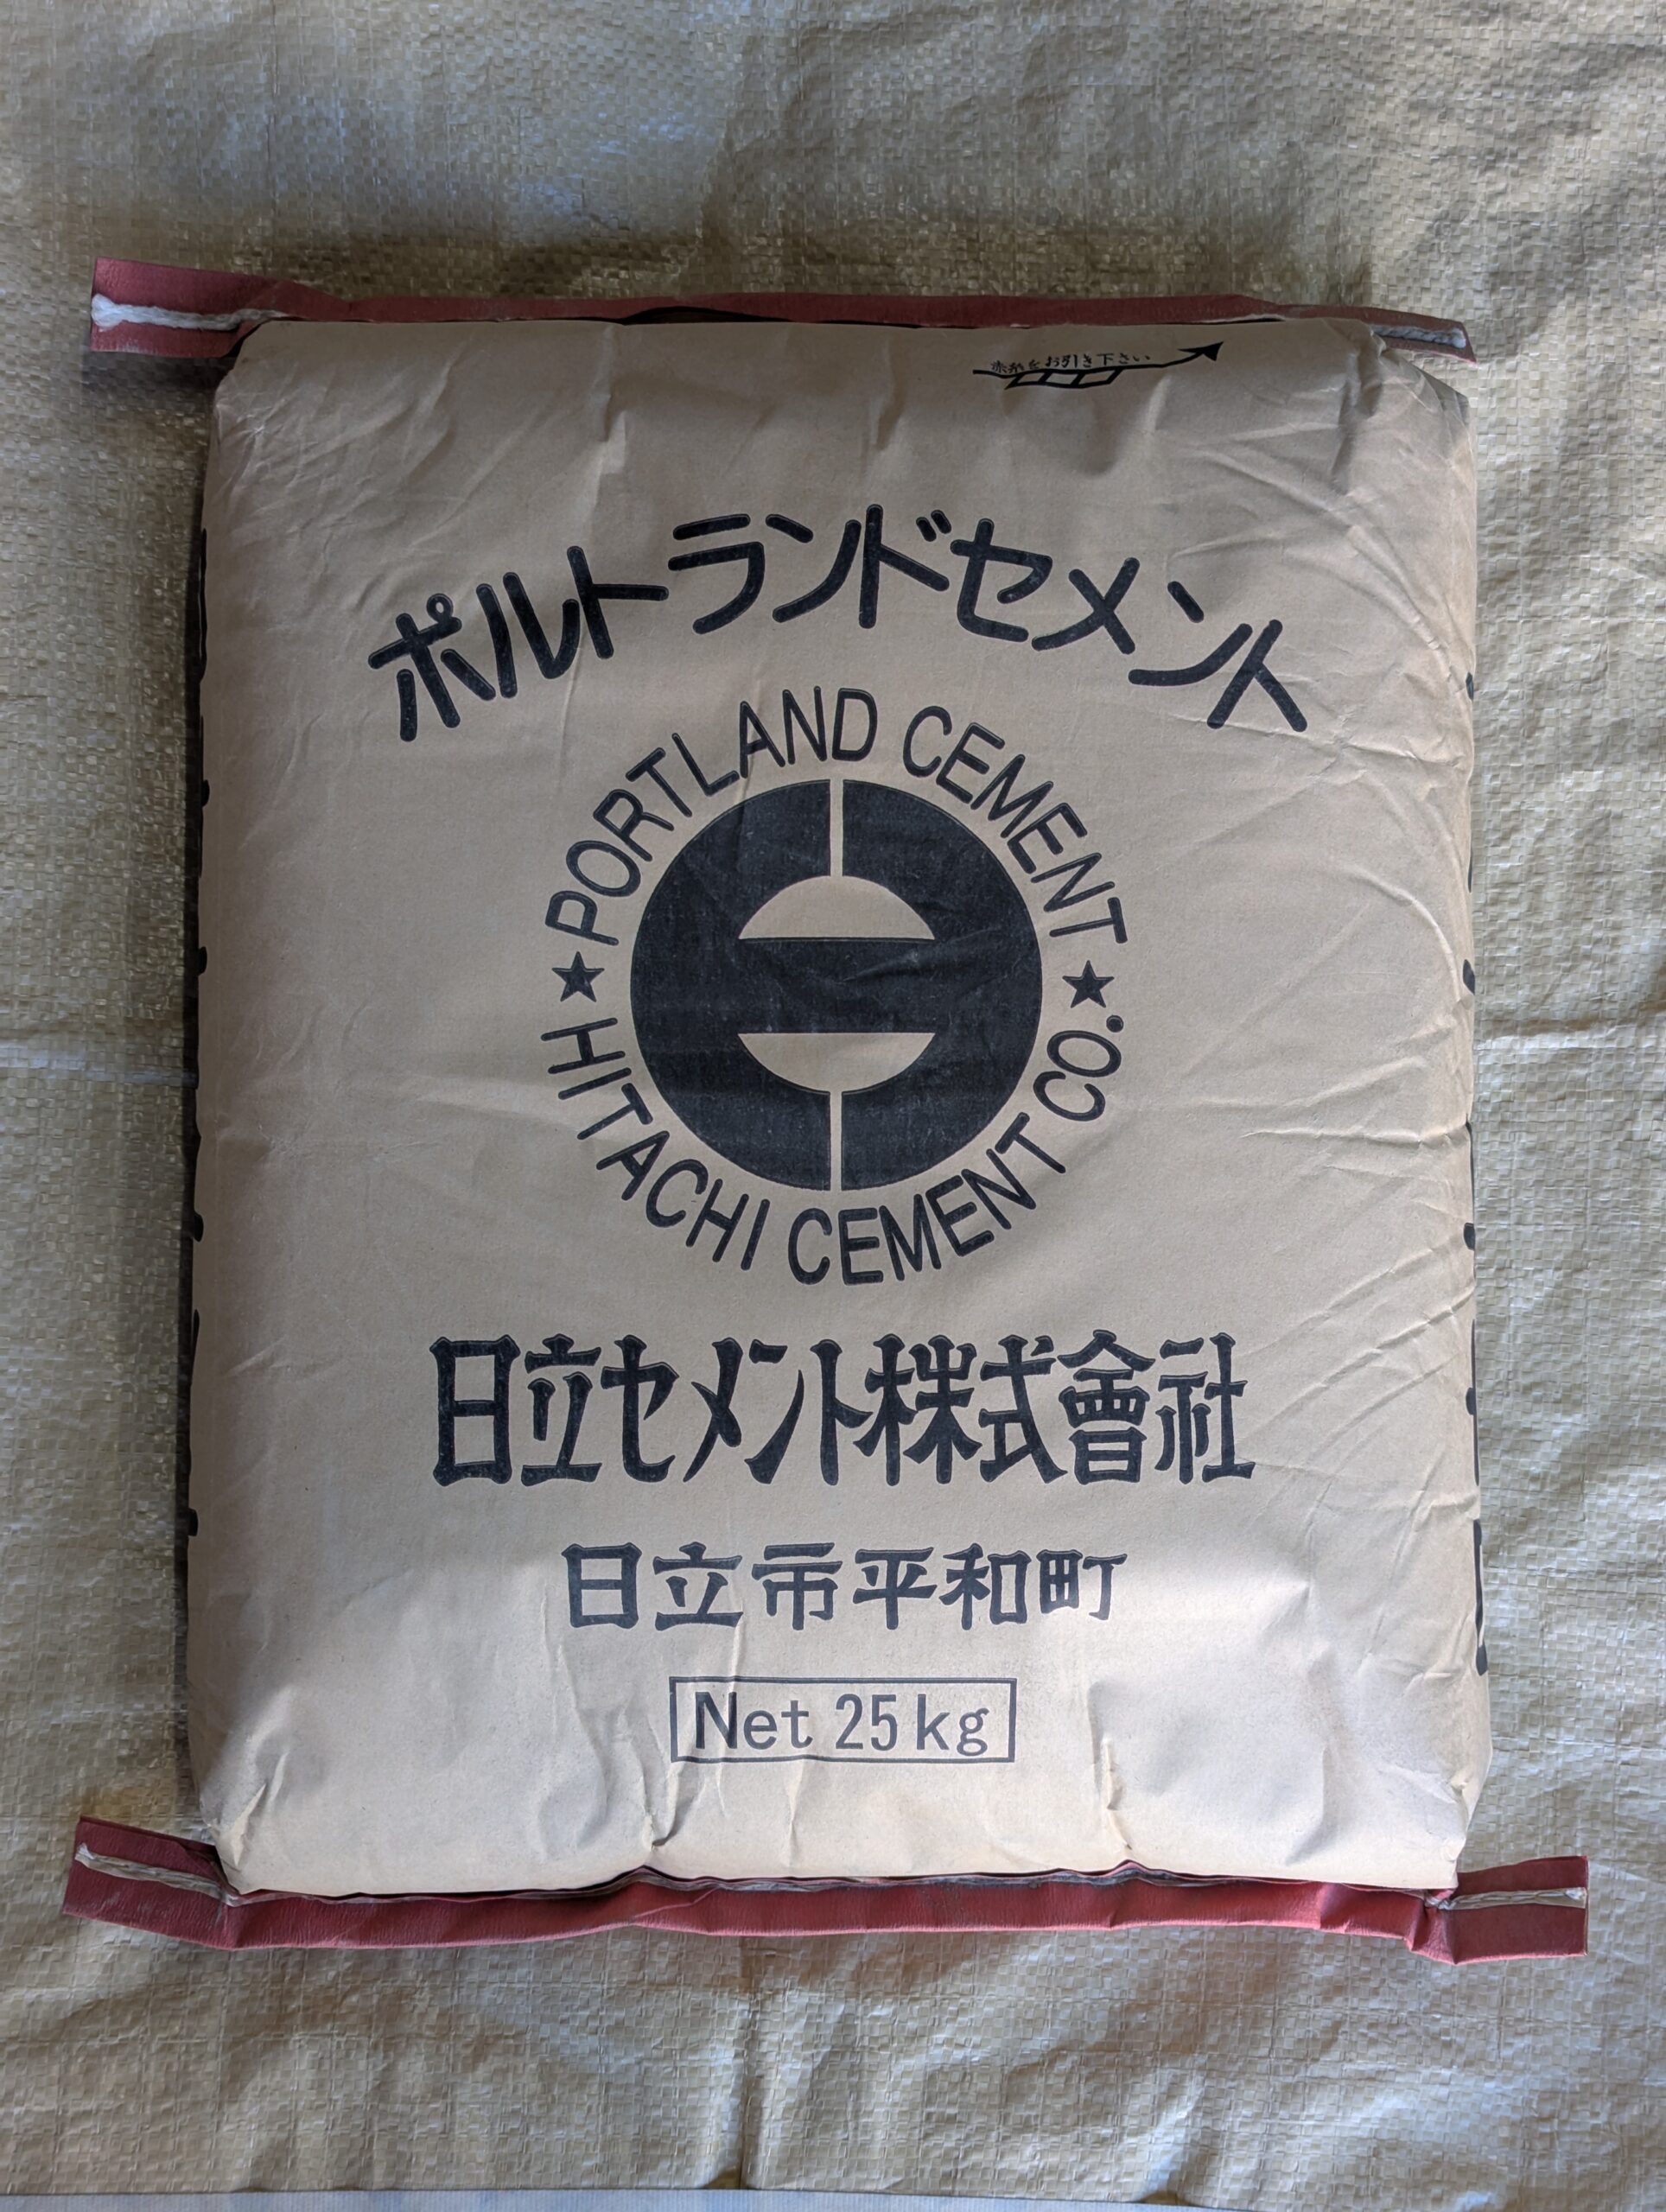 赤糸をお引き下さい
ポルトランドセメント
PORTLAND CEMENT
★ ★
HITACHI CEMENT CO.
日立セメント株式會社
日立市平和町
Net 25kg